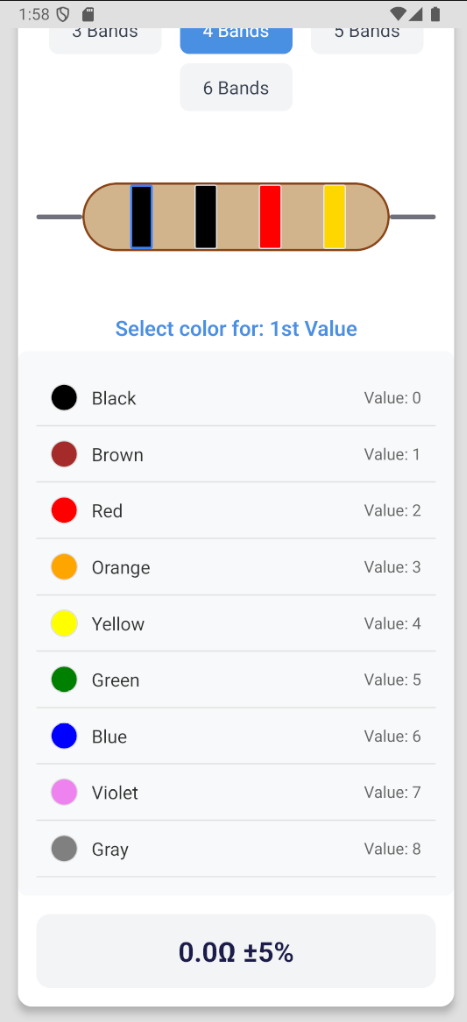 1:58
3 Bands
4 Bands
5 Bands
6 Bands
Select color for: 1st Value
Black Value: 0
Brown Value: 1
Red Value: 2
Orange Value: 3
Yellow Value: 4
Green Value: 5
Blue Value: 6
Violet Value: 7
Gray Value: 8
0.0Ω ±5%